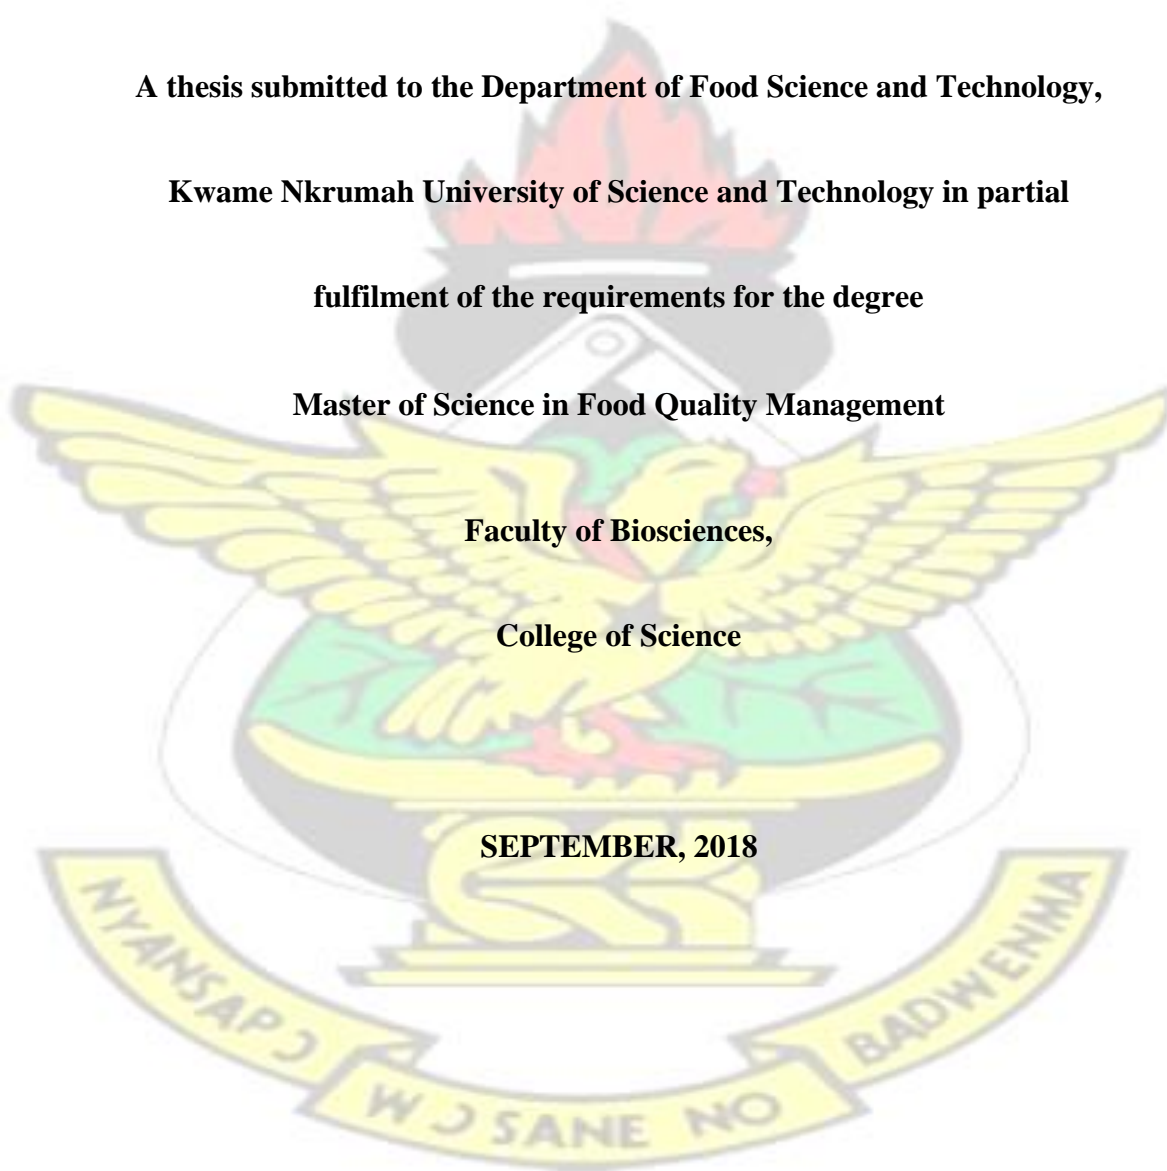 A thesis submitted to the Department of Food Science and Technology,
Kwame Nkrumah University of Science and Technology in partial
fulfilment of the requirements for the degree
Master of Science in Food Quality Management
Faculty of Biosciences,
College of Science
SEPTEMBER, 2018
NYANSAPƆ
WƆSANE NO
BADWENMA